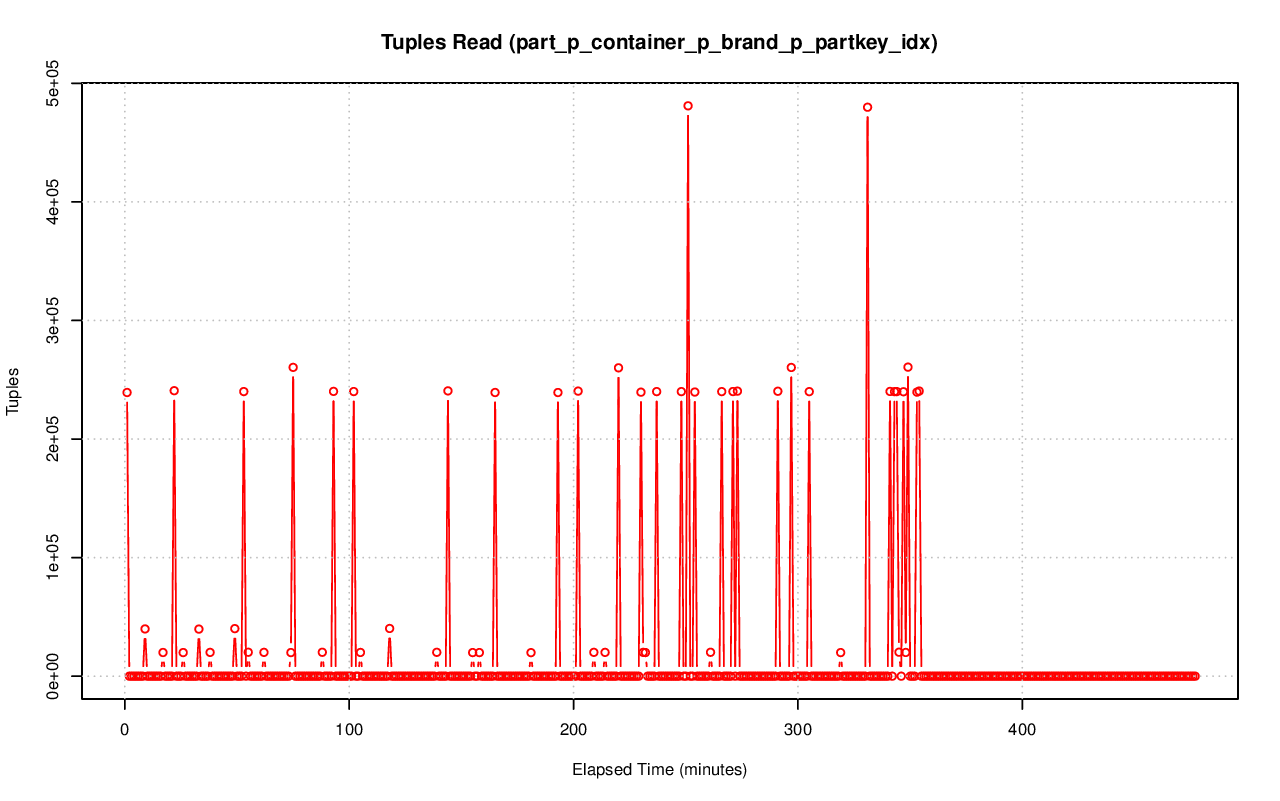 Tuples Read (part_p_container_p_brand_p_partkey_idx)
Tuples
5e+05
4e+05
3e+05
2e+05
1e+05
0e+00
0 100 200 300 400
Elapsed Time (minutes)